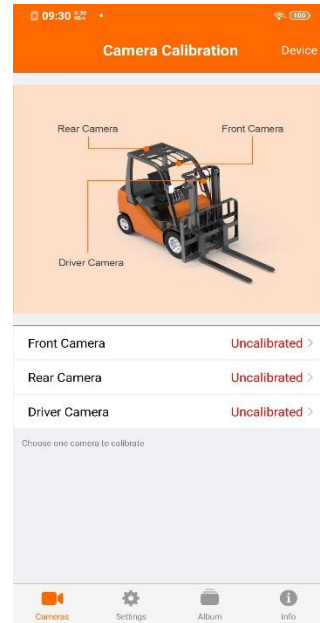 09:30
100
Camera Calibration
Device
Rear Camera
Front Camera
Driver Camera
Front Camera Uncalibrated >
Rear Camera Uncalibrated >
Driver Camera Uncalibrated >
Choose one camera to calibrate
Cameras Settings Album Info